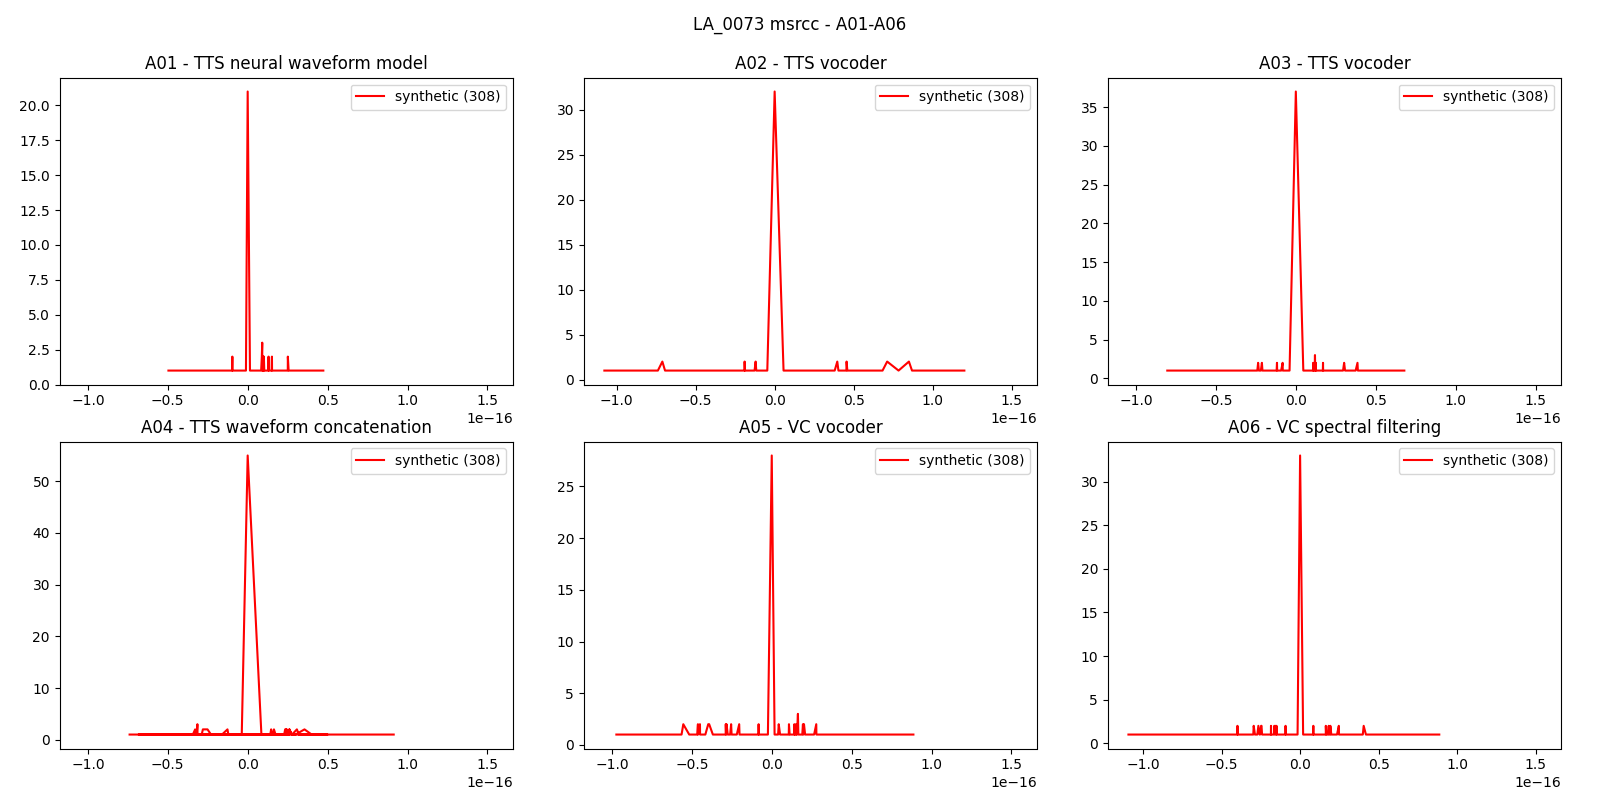 LA_0073 msrcc - A01-A06
A01 - TTS neural waveform model
A02 - TTS vocoder
A03 - TTS vocoder
synthetic (308)
synthetic (308)
synthetic (308)
20.0
17.5
15.0
12.5
10.0
7.5
5.0
2.5
0.0
30
25
20
15
10
5
0
35
30
25
20
15
10
5
0
−1.0 −0.5 0.0 0.5 1.0 1.5
1e−16
−1.0 −0.5 0.0 0.5 1.0 1.5
1e−16
−1.0 −0.5 0.0 0.5 1.0 1.5
1e−16
A04 - TTS waveform concatenation
A05 - VC vocoder
A06 - VC spectral filtering
synthetic (308)
synthetic (308)
synthetic (308)
50
40
30
20
10
0
25
20
15
10
5
0
30
25
20
15
10
5
0
−1.0 −0.5 0.0 0.5 1.0 1.5
1e−16
−1.0 −0.5 0.0 0.5 1.0 1.5
1e−16
−1.0 −0.5 0.0 0.5 1.0 1.5
1e−16